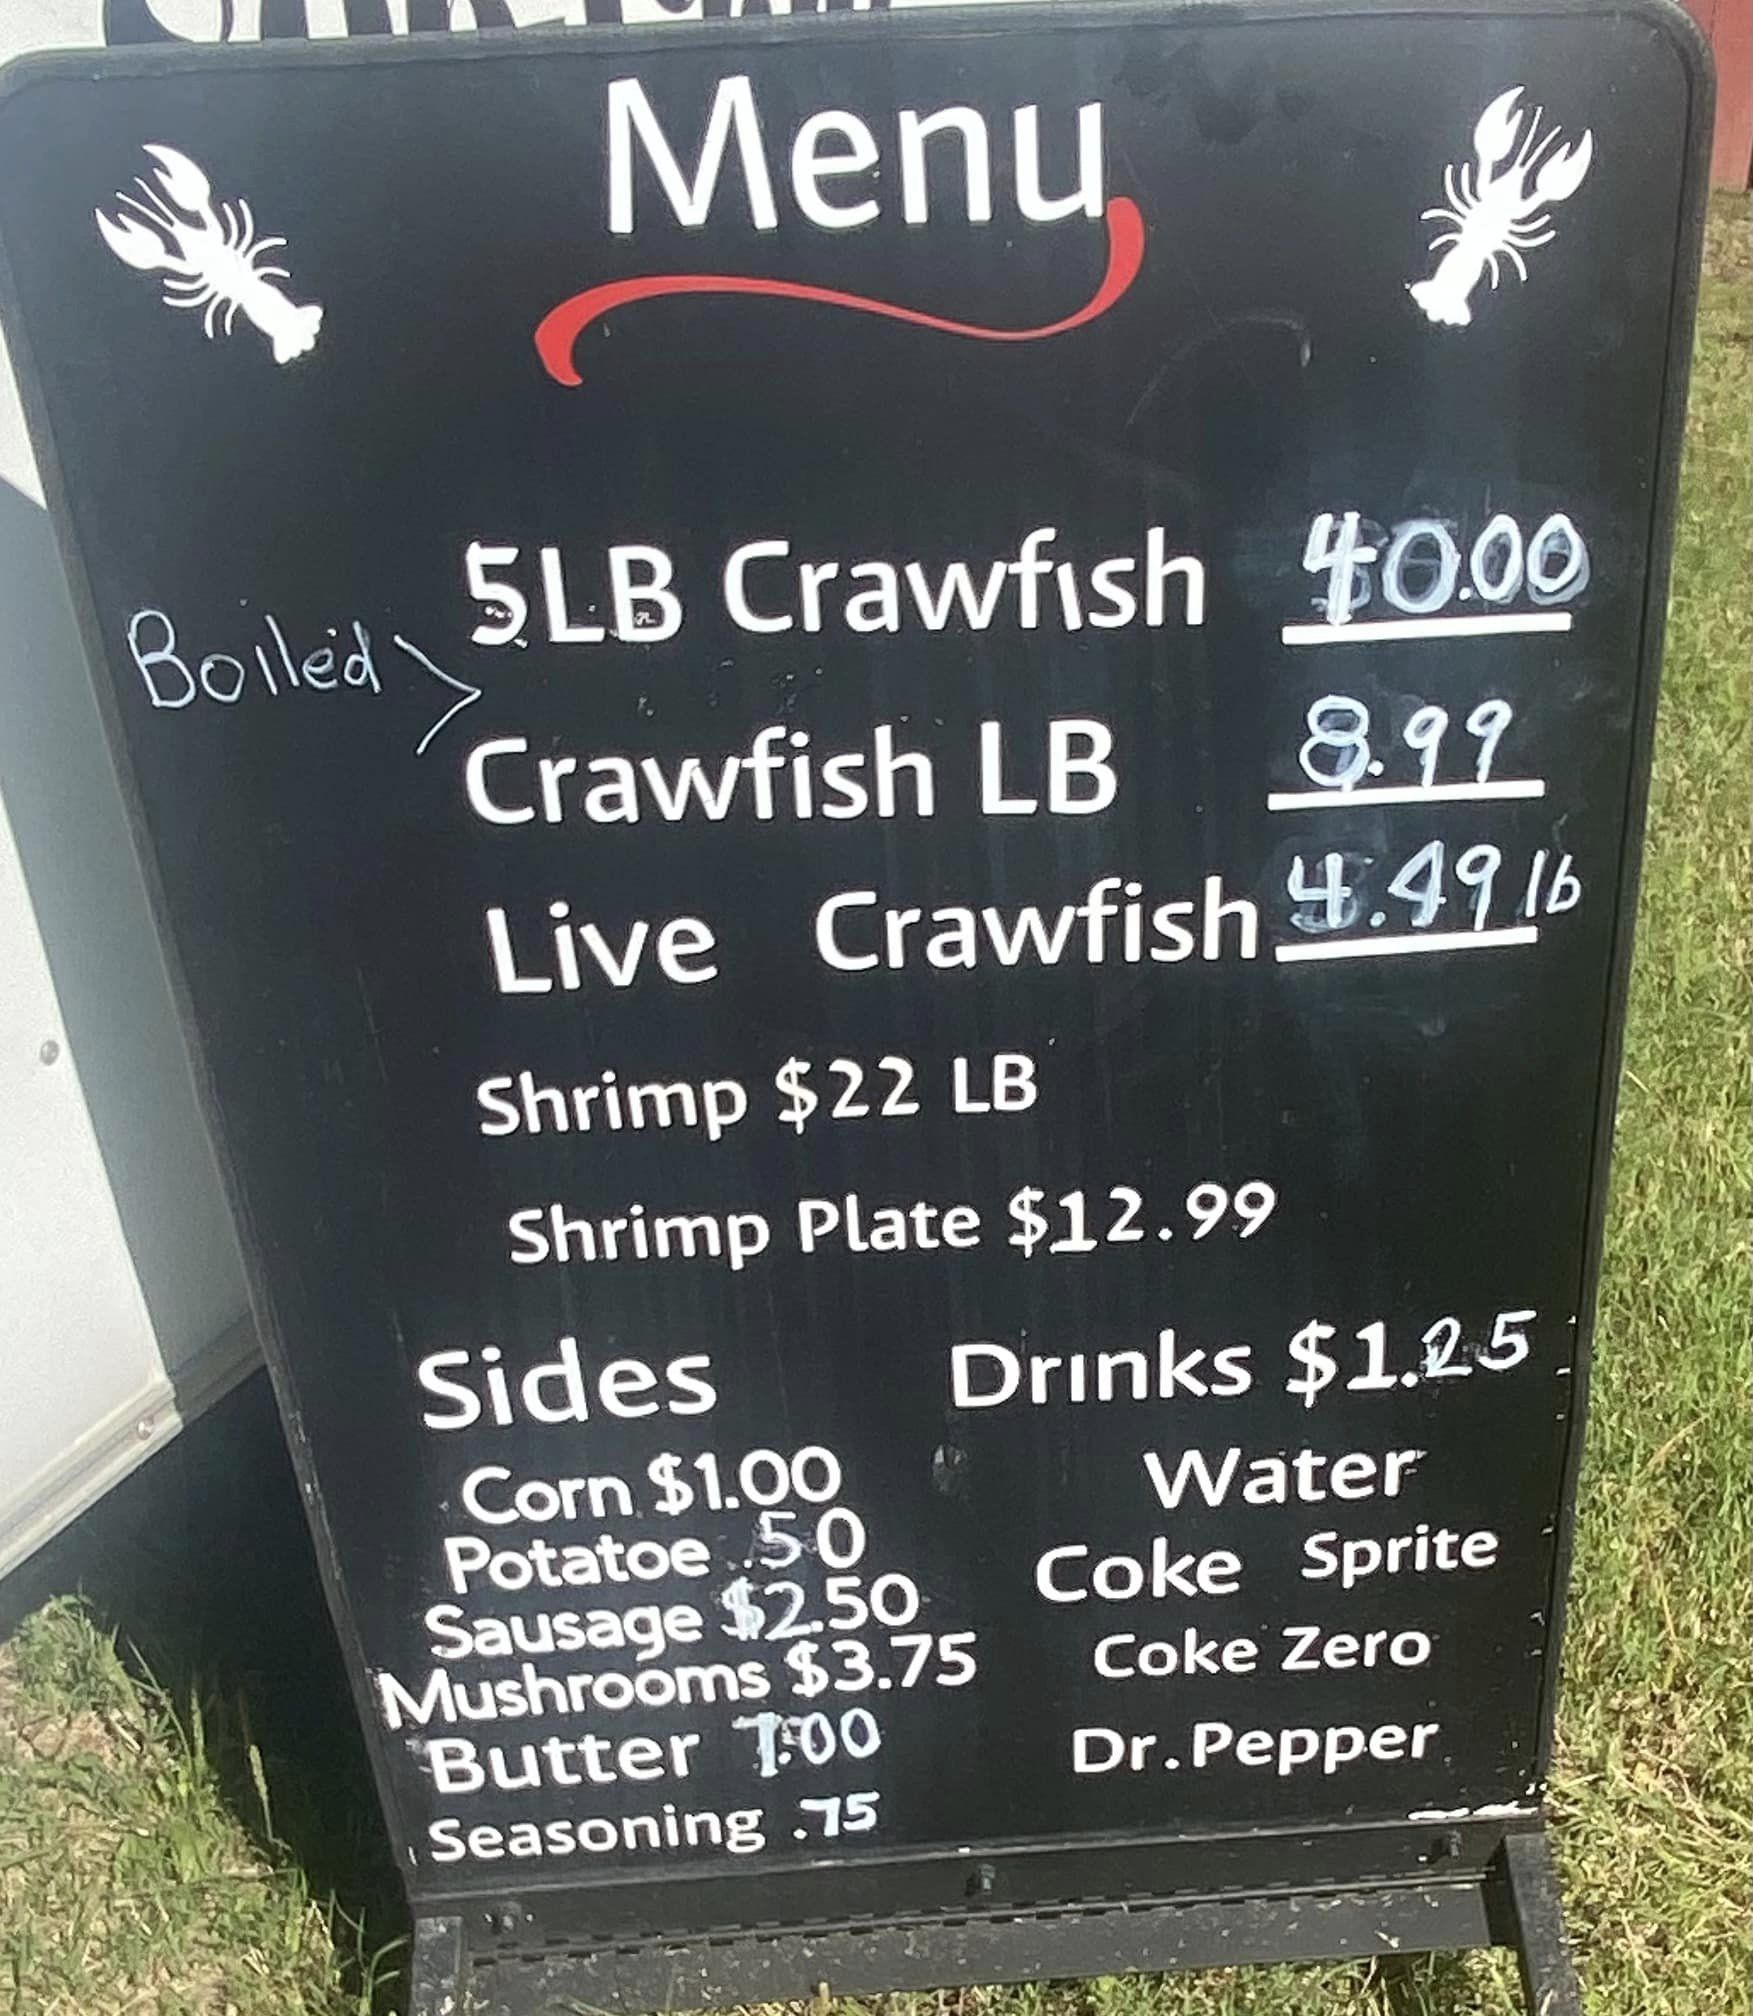 Menu
5LB Crawfish 40.00
Boiled
Crawfish LB 8.99
Live Crawfish 4.49 lb
Shrimp $22 LB
Shrimp Plate $12.99
Sides
Corn $1.00
Potatoe .50
Sausage $2.50
Mushrooms $3.75
Butter 1.00
Seasoning .75
Drinks $1.25
Water
Coke Sprite
Coke Zero
Dr.Pepper